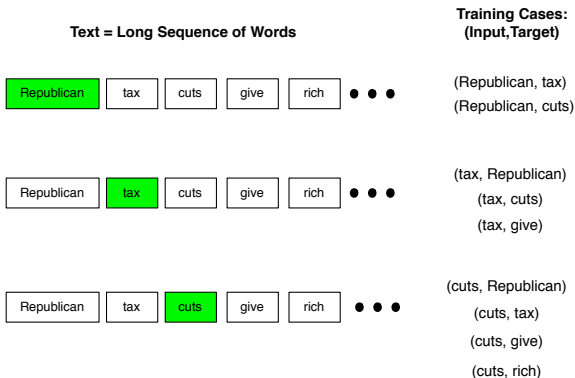 Text = Long Sequence of Words
Training Cases:
(Input,Target)
Republican tax cuts give rich
(Republican, tax)
(Republican, cuts)
Republican tax cuts give rich
(tax, Republican)
(tax, cuts)
(tax, give)
Republican tax cuts give rich
(cuts, Republican)
(cuts, tax)
(cuts, give)
(cuts, rich)